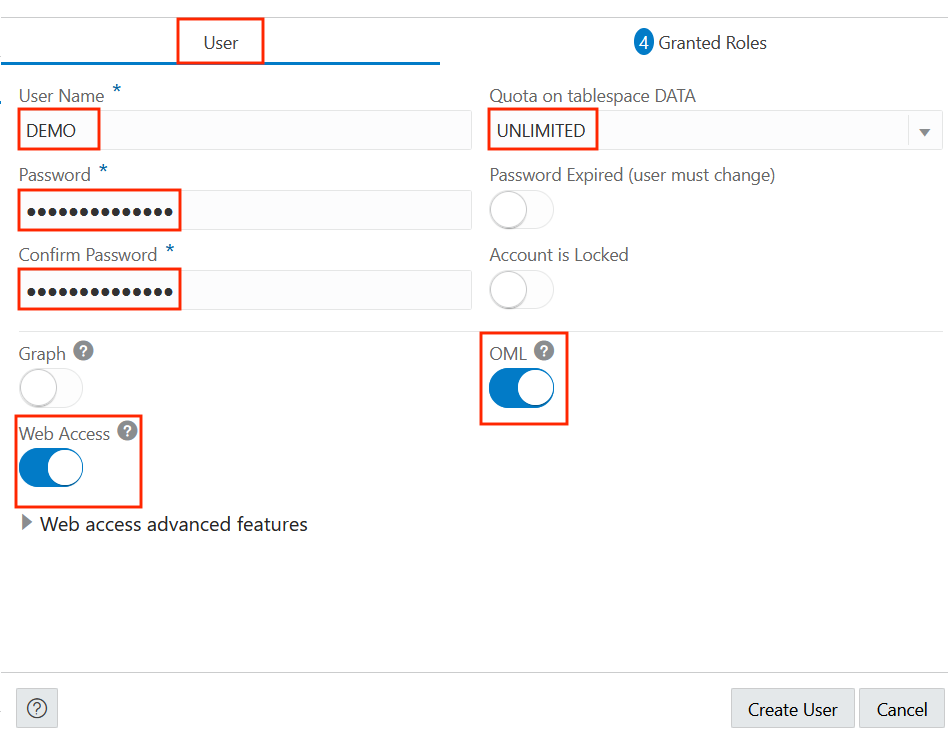 User
4 Granted Roles
User Name *
Quota on tablespace DATA
DEMO
UNLIMITED
Password *
Password Expired (user must change)
••••••••••••••
Confirm Password *
Account is Locked
••••••••••••••
Graph ?
OML ?
Web Access ?
Web access advanced features
?
Create User
Cancel